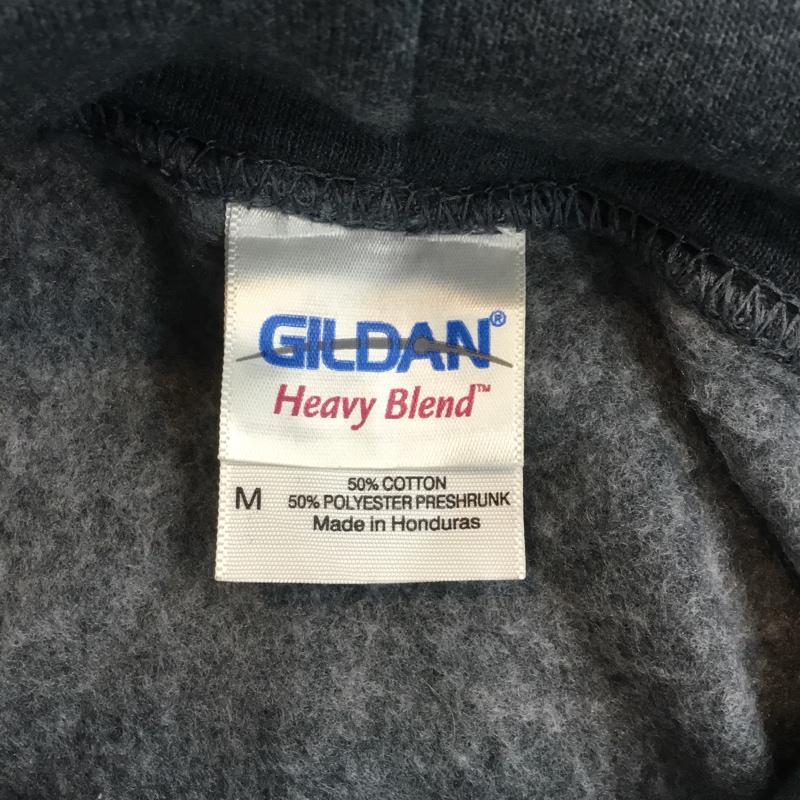 GILDAN®
Heavy Blend™
50% COTTON
M 50% POLYESTER PRESHRUNK
Made in Honduras